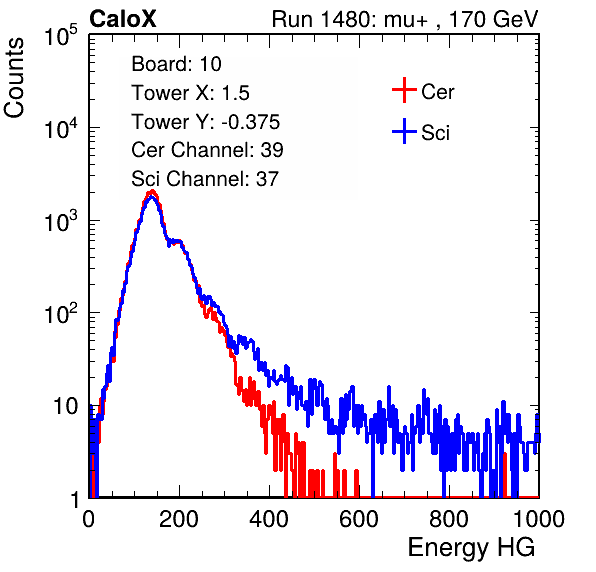 CaloX Run 1480: mu+ , 170 GeV
Counts
10^5
10^4
10^3
10^2
10
1
Board: 10
Tower X: 1.5
Tower Y: -0.375
Cer Channel: 39
Sci Channel: 37
Cer
Sci
0 200 400 600 800 1000
Energy HG